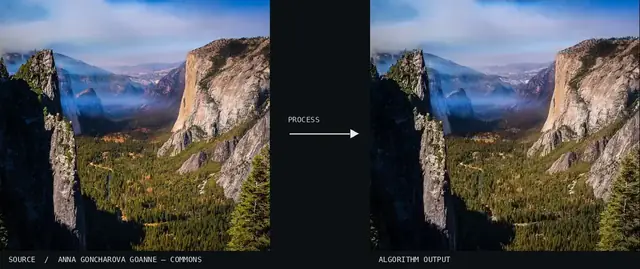 PROCESS
SOURCE / ANNA GONCHAROVA GOANNE — COMMONS
ALGORITHM OUTPUT